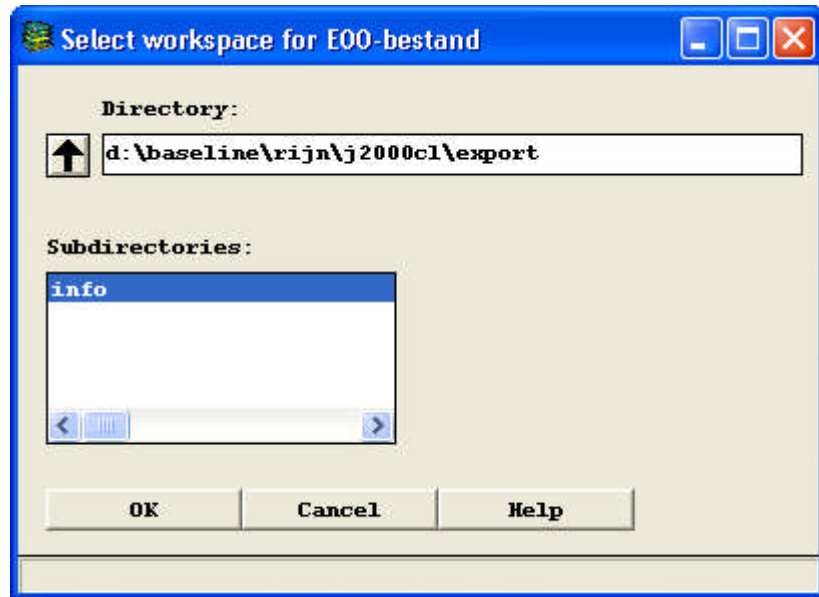 Select workspace for E00-bestand
Directory:
d:\baseline\rijn\j2000cl\export
Subdirectories:
info
OK Cancel Help